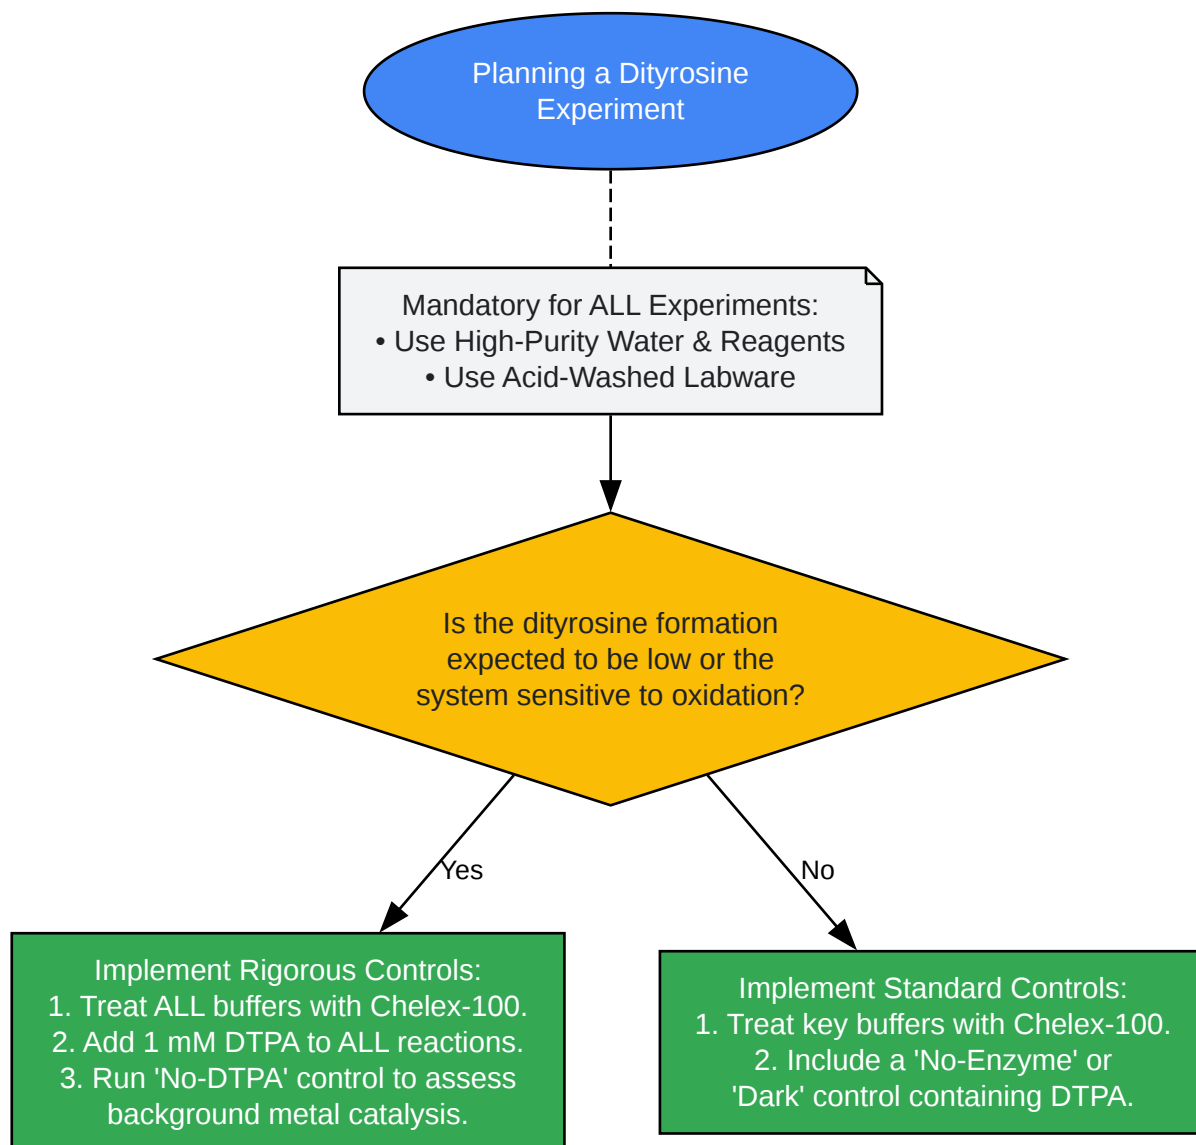 Planning a Dityrosine
Experiment
Mandatory for ALL Experiments:
• Use High-Purity Water & Reagents
• Use Acid-Washed Labware
Is the dityrosine formation
expected to be low or the
system sensitive to oxidation?
Yes
No
Implement Rigorous Controls:
1. Treat ALL buffers with Chelex-100.
2. Add 1 mM DTPA to ALL reactions.
3. Run 'No-DTPA' control to assess
background metal catalysis.
Implement Standard Controls:
1. Treat key buffers with Chelex-100.
2. Include a 'No-Enzyme' or
'Dark' control containing DTPA.